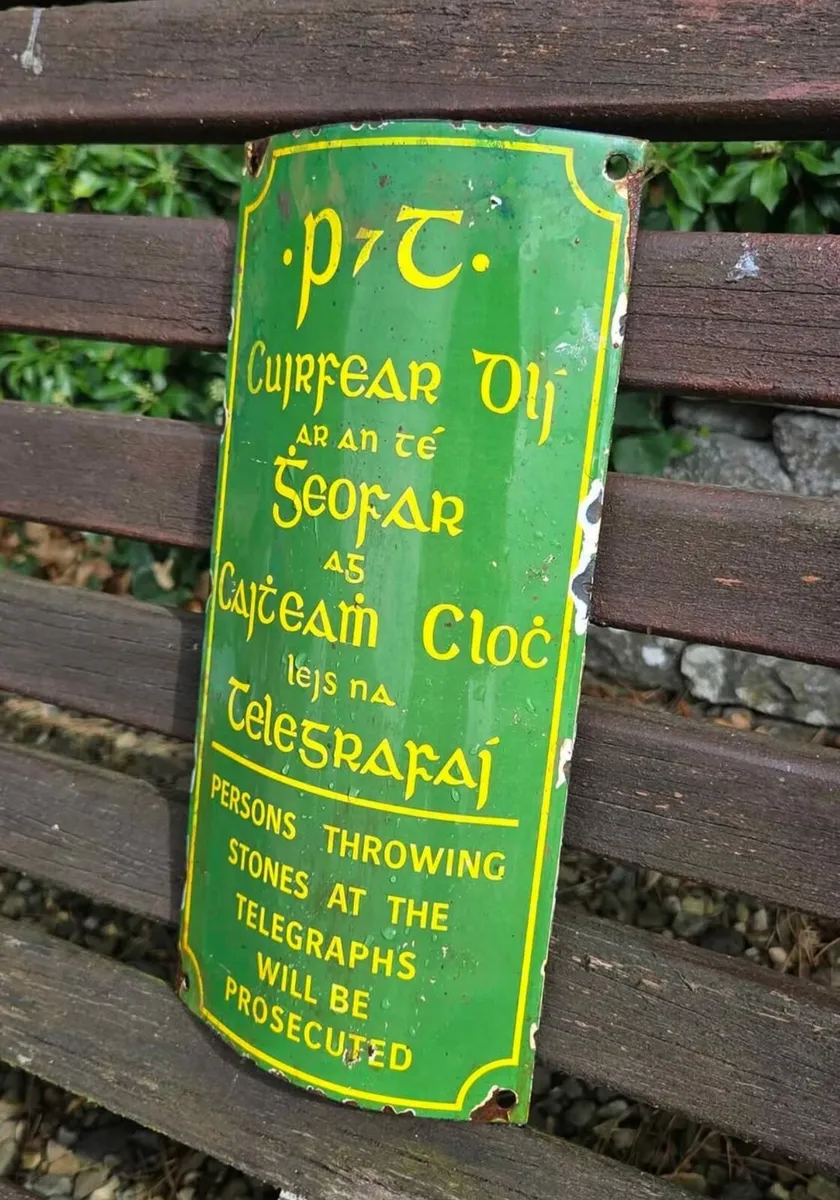 ·p⁊T·
Cuirfear Dlí
ar an té
Ġeofar
ag
Caiṫeaṁ Cloċ
leis na
Telegrafaí
PERSONS THROWING
STONES AT THE
TELEGRAPHS
WILL BE
PROSECUTED